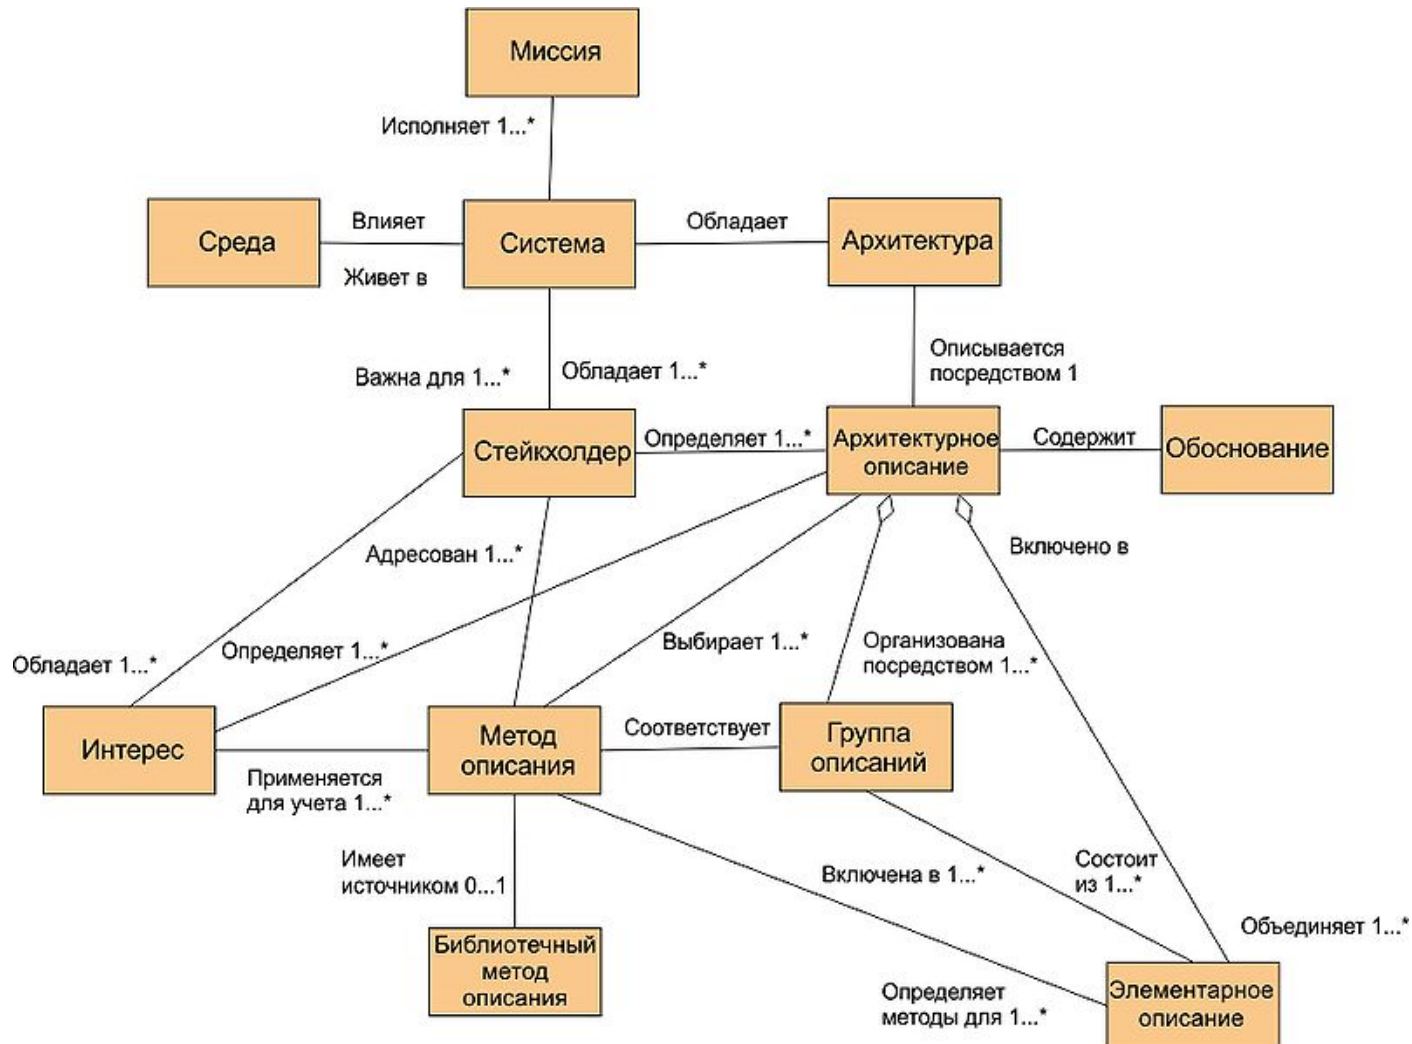 Миссия
Исполняет 1...*
Среда
Влияет
Живет в
Система
Обладает
Архитектура
Важна для 1...*
Обладает 1...*
Описывается
посредством 1
Стейкхолдер
Определяет 1...*
Архитектурное
описание
Содержит
Обоснование
Адресован 1...*
Включено в
Обладает 1...*
Определяет 1...*
Выбирает 1...*
Организована
посредством 1...*
Интерес
Применяется
для учета 1...*
Метод
описания
Соответствует
Группа
описаний
Имеет
источником 0...1
Включена в 1...*
Состоит
из 1...*
Объединяет 1...*
Библиотечный
метод
описания
Определяет
методы для 1...*
Элементарное
описание